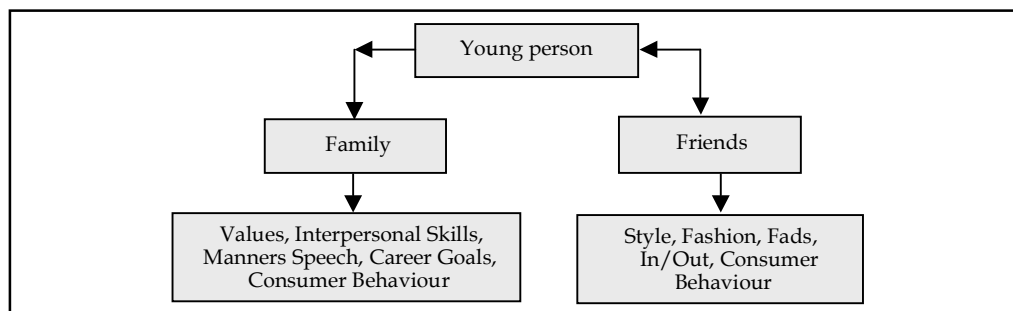 Young person
Family
Friends
Values, Interpersonal Skills,
Manners Speech, Career Goals,
Consumer Behaviour
Style, Fashion, Fads,
In/Out, Consumer
Behaviour